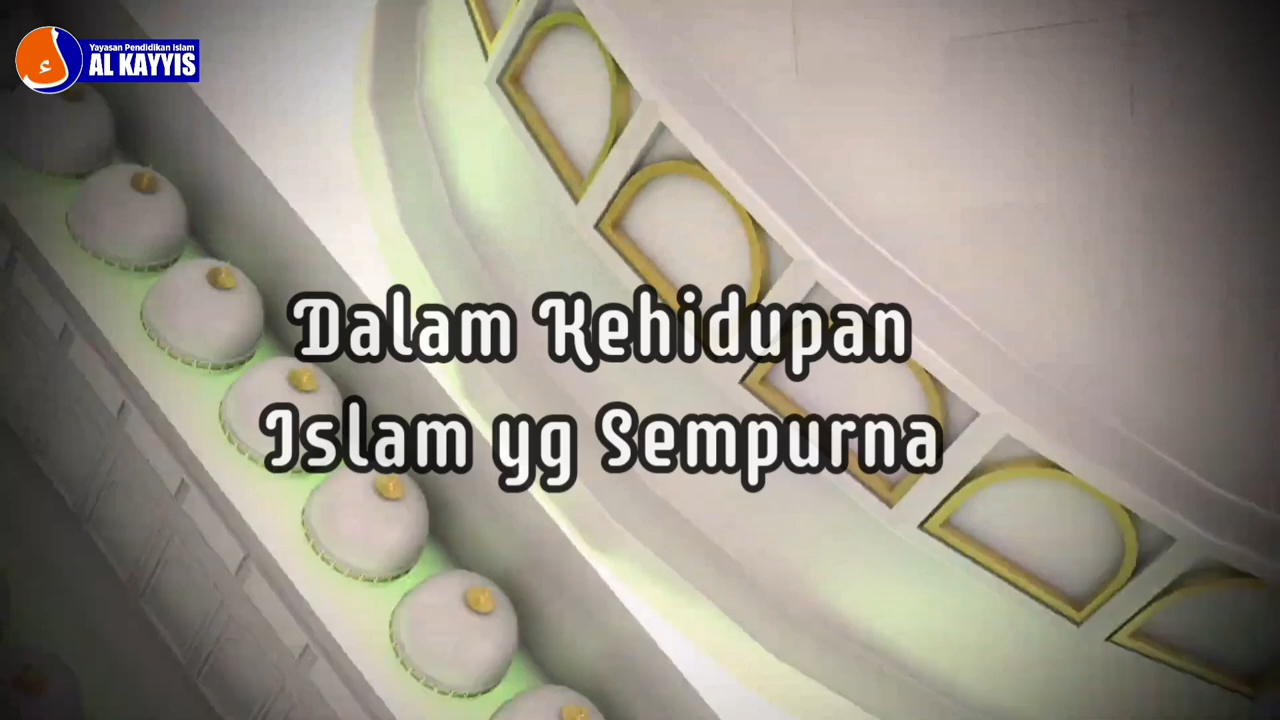 Yayasan Pendidikan Islam
AL KAYYIS
Dalam Kehidupan
Islam yg Sempurna